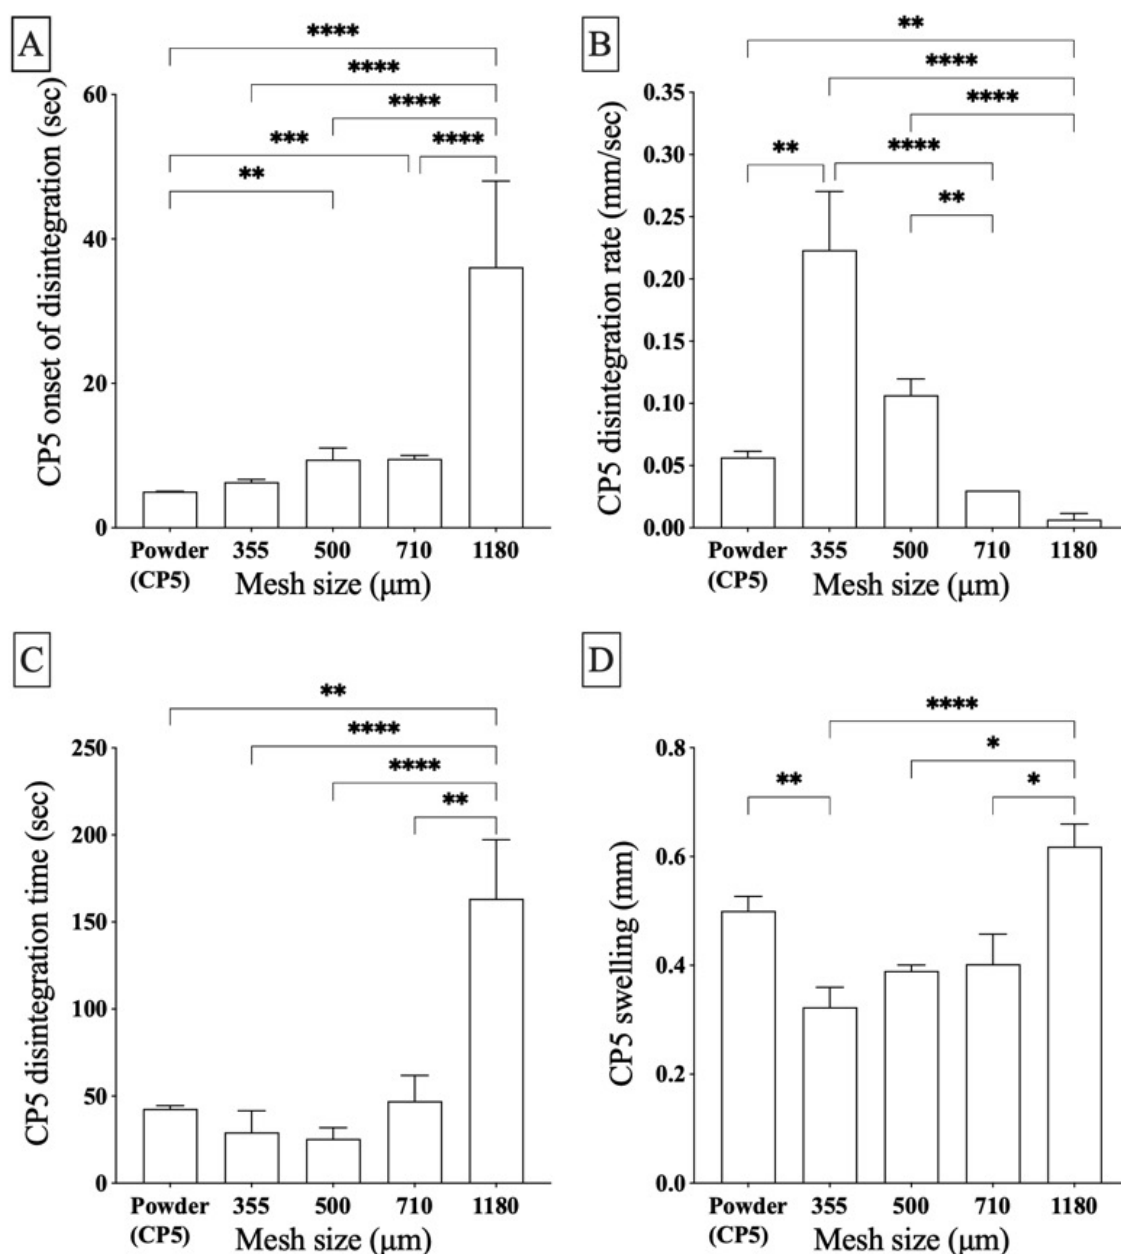 A
****
****
****
***
****
**
CP5 onset of disintegration (sec)
60
40
20
0
Powder (CP5) 355 500 710 1180
Mesh size (μm)
B
**
****
****
**
****
**
CP5 disintegration rate (mm/sec)
0.35
0.30
0.25
0.20
0.15
0.10
0.05
0.00
Powder (CP5) 355 500 710 1180
Mesh size (μm)
C
**
****
****
**
CP5 disintegration time (sec)
250
200
150
100
50
0
Powder (CP5) 355 500 710 1180
Mesh size (μm)
D
****
*
**
*
CP5 swelling (mm)
0.8
0.6
0.4
0.2
0.0
Powder (CP5) 355 500 710 1180
Mesh size (μm)